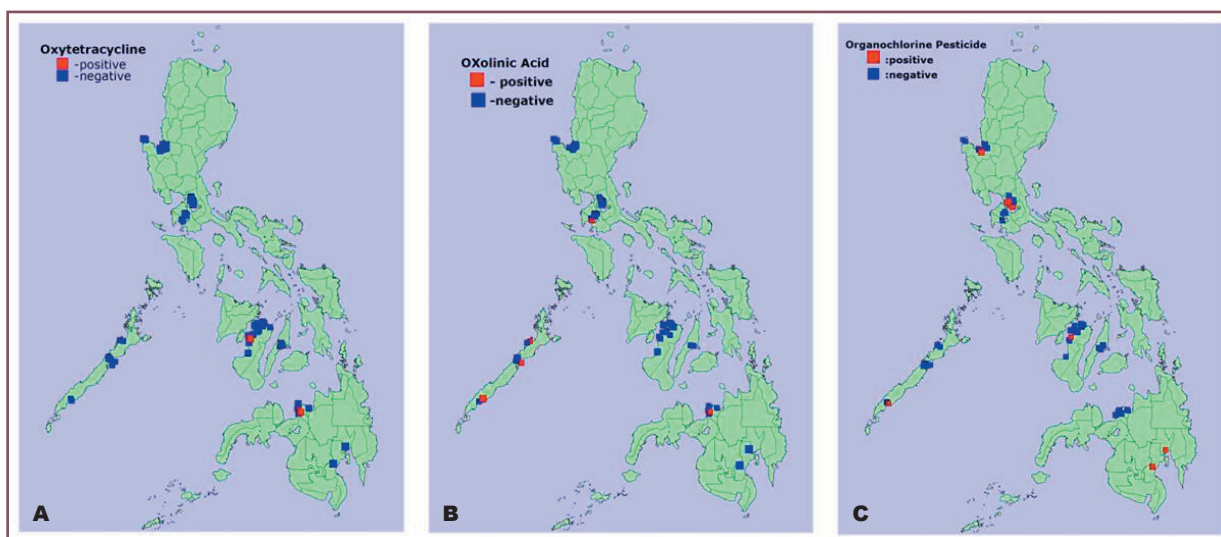 Oxytetracycline
-positive
-negative
A
OXolinic Acid
- positive
-negative
B
Organochlorine Pesticide
:positive
:negative
C